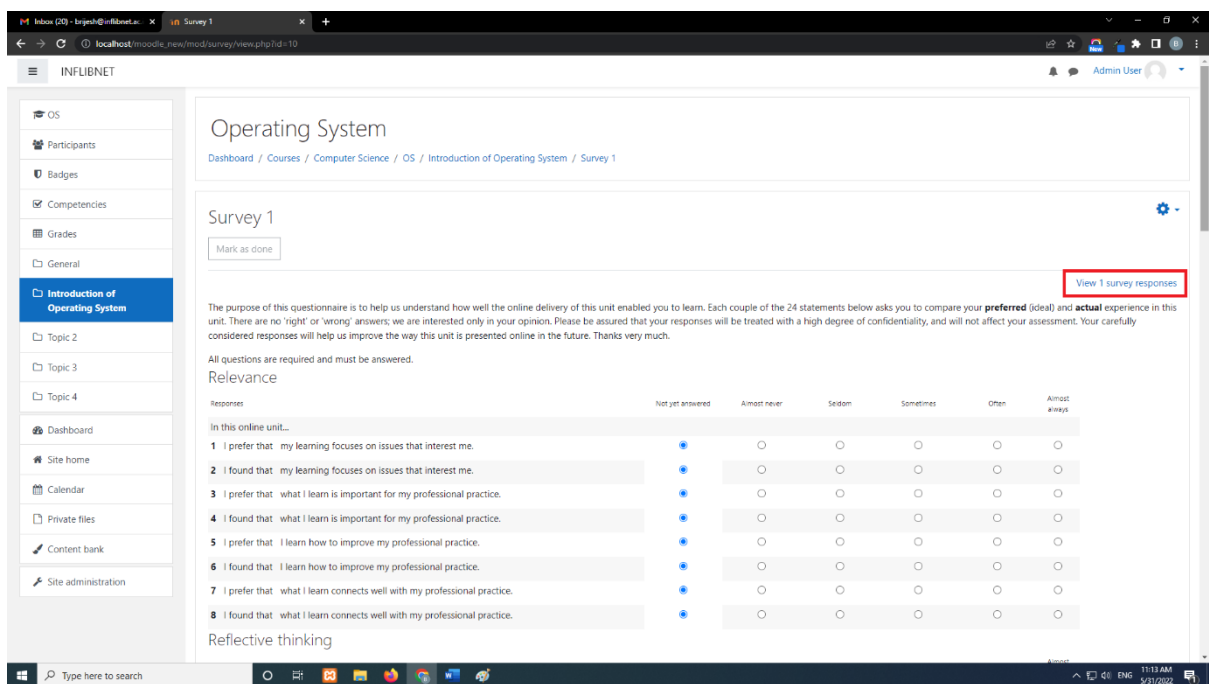 Inbox (20) - brijesh@inflibnet.ac. Survey 1
localhost/moodle_new/mod/survey/view.php?id=10
New
INFLIBNET
Admin User
OS
Participants
Badges
Competencies
Grades
General
Introduction of
Operating System
Topic 2
Topic 3
Topic 4
Dashboard
Site home
Calendar
Private files
Content bank
Site administration
Operating System
Dashboard / Courses / Computer Science / OS / Introduction of Operating System / Survey 1
Survey 1
Mark as done
View 1 survey responses
The purpose of this questionnaire is to help us understand how well the online delivery of this unit enabled you to learn. Each couple of the 24 statements below asks you to compare your preferred (ideal) and actual experience in this
unit. There are no 'right' or 'wrong' answers; we are interested only in your opinion. Please be assured that your responses will be treated with a high degree of confidentiality, and will not affect your assessment. Your carefully
considered responses will help us improve the way this unit is presented online in the future. Thanks very much.
All questions are required and must be answered.
Relevance
Responses Not yet answered Almost never Seldom Sometimes Often Almost always
In this online unit...
1 I prefer that my learning focuses on issues that interest me.
2 I found that my learning focuses on issues that interest me.
3 I prefer that what I learn is important for my professional practice.
4 I found that what I learn is important for my professional practice.
5 I prefer that I learn how to improve my professional practice.
6 I found that I learn how to improve my professional practice.
7 I prefer that what I learn connects well with my professional practice.
8 I found that what I learn connects well with my professional practice.
Reflective thinking
Almost
Type here to search
ENG
11:13 AM
5/31/2022